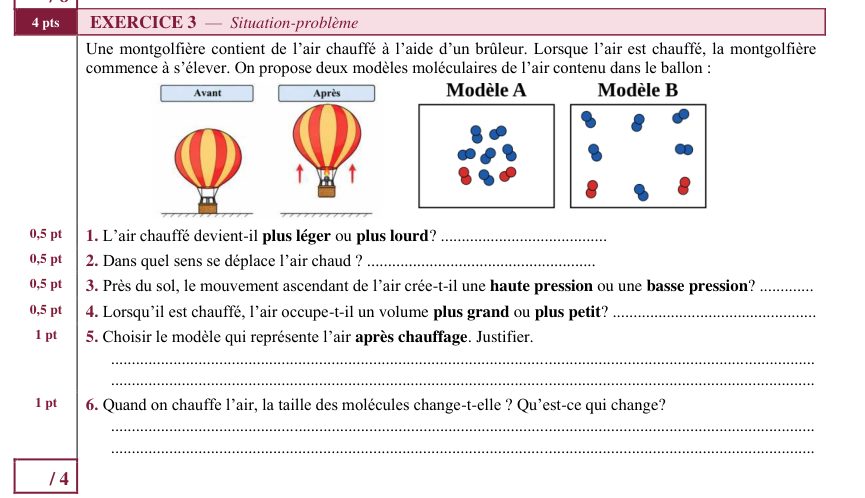 4 pts EXERCICE 3 — Situation-problème
Une montgolfière contient de l'air chauffé à l'aide d'un brûleur. Lorsque l'air est chauffé, la montgolfière
commence à s'élever. On propose deux modèles moléculaires de l'air contenu dans le ballon :
Avant Après Modèle A Modèle B
0,5 pt 1. L'air chauffé devient-il plus léger ou plus lourd? ........................................
0,5 pt 2. Dans quel sens se déplace l'air chaud ? .......................................................
0,5 pt 3. Près du sol, le mouvement ascendant de l'air crée-t-il une haute pression ou une basse pression? .............
0,5 pt 4. Lorsqu'il est chauffé, l'air occupe-t-il un volume plus grand ou plus petit? .................................................
1 pt 5. Choisir le modèle qui représente l'air après chauffage. Justifier.
................................................................................
................................................................................
1 pt 6. Quand on chauffe l'air, la taille des molécules change-t-elle ? Qu'est-ce qui change?
................................................................................
................................................................................
/ 4